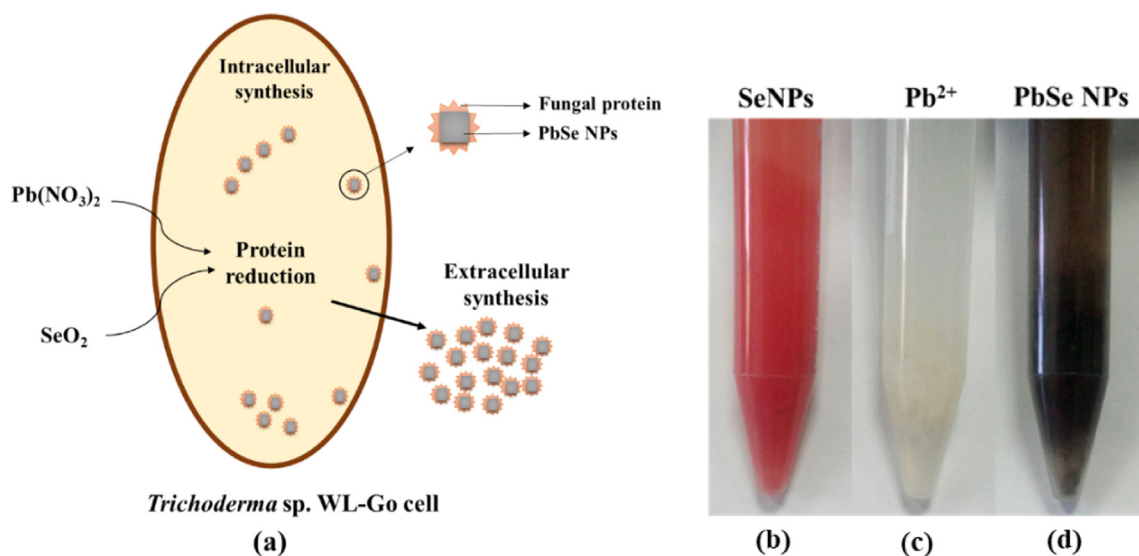 Intracellular
synthesis
Fungal protein
PbSe NPs
Pb(NO₃)₂
Protein
reduction
SeO₂
Extracellular
synthesis
Trichoderma sp. WL-Go cell
(a)
SeNPs
Pb²⁺
PbSe NPs
(b)
(c)
(d)